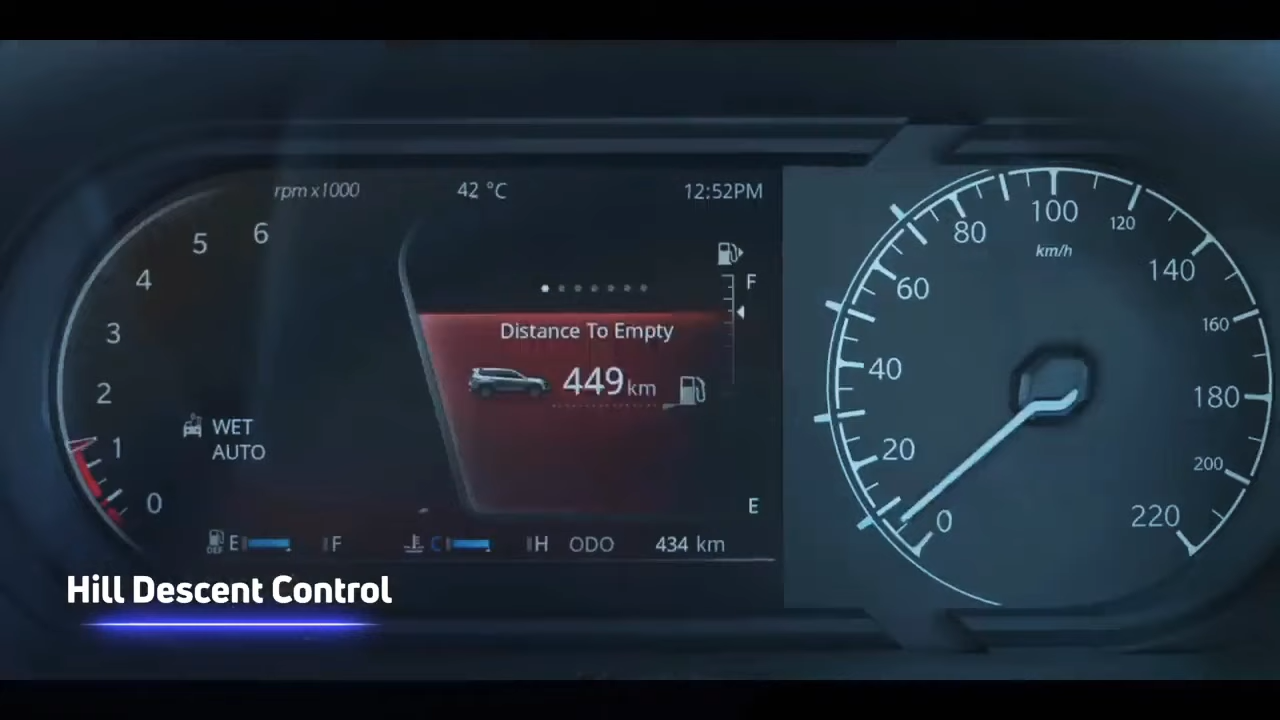 rpm x1000
42 °C
12:52PM
6
5
4
3
2
1
0
WET
AUTO
F
Distance To Empty
449 km
E
DEF
E
F
C
H
ODO
434 km
0
20
40
60
80
100
120
140
160
180
200
220
km/h
Hill Descent Control